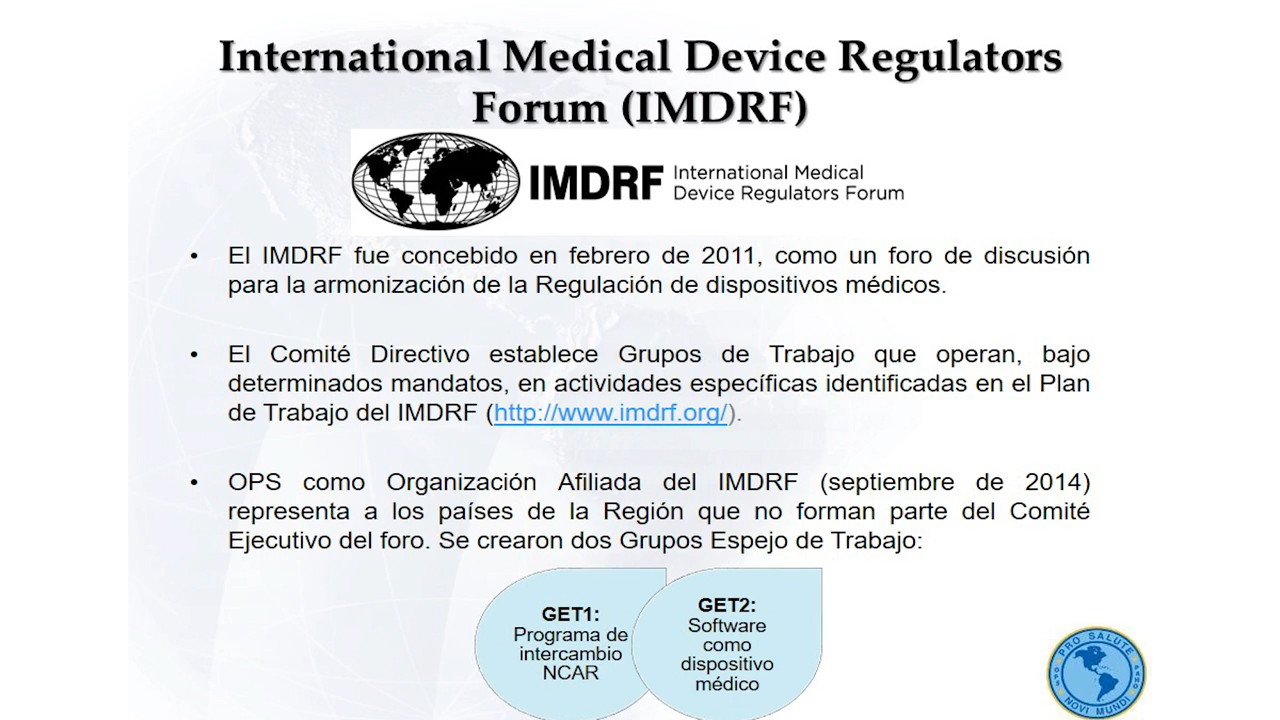 International Medical Device Regulators
Forum (IMDRF)
IMDRF International Medical
Device Regulators Forum
• El IMDRF fue concebido en febrero de 2011, como un foro de discusión
para la armonización de la Regulación de dispositivos médicos.
• El Comité Directivo establece Grupos de Trabajo que operan, bajo
determinados mandatos, en actividades específicas identificadas en el Plan
de Trabajo del IMDRF (http://www.imdrf.org/).
• OPS como Organización Afiliada del IMDRF (septiembre de 2014)
representa a los países de la Región que no forman parte del Comité
Ejecutivo del foro. Se crearon dos Grupos Espejo de Trabajo:
GET1:
Programa de
intercambio
NCAR
GET2:
Software
como
dispositivo
médico
PRO SALUTE
OPS
PAHO
NOVI MUNDI